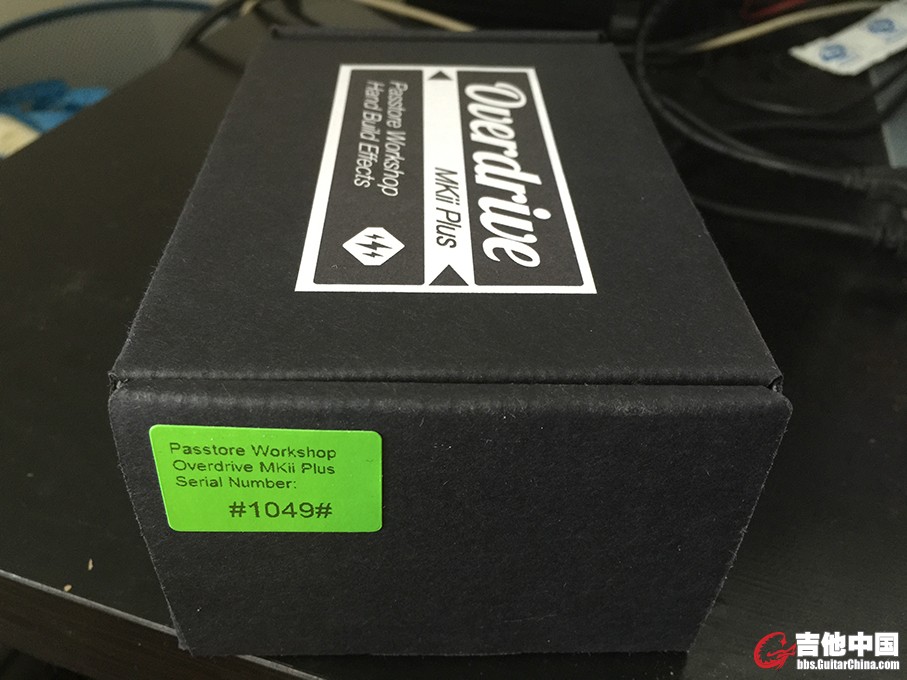 Overdrive
MKii Plus
Passtore Workshop
Hand Build Effects
Passtore Workshop
Overdrive MKii Plus
Serial Number:
#1049#
吉他中国
bbs.GuitarChina.com